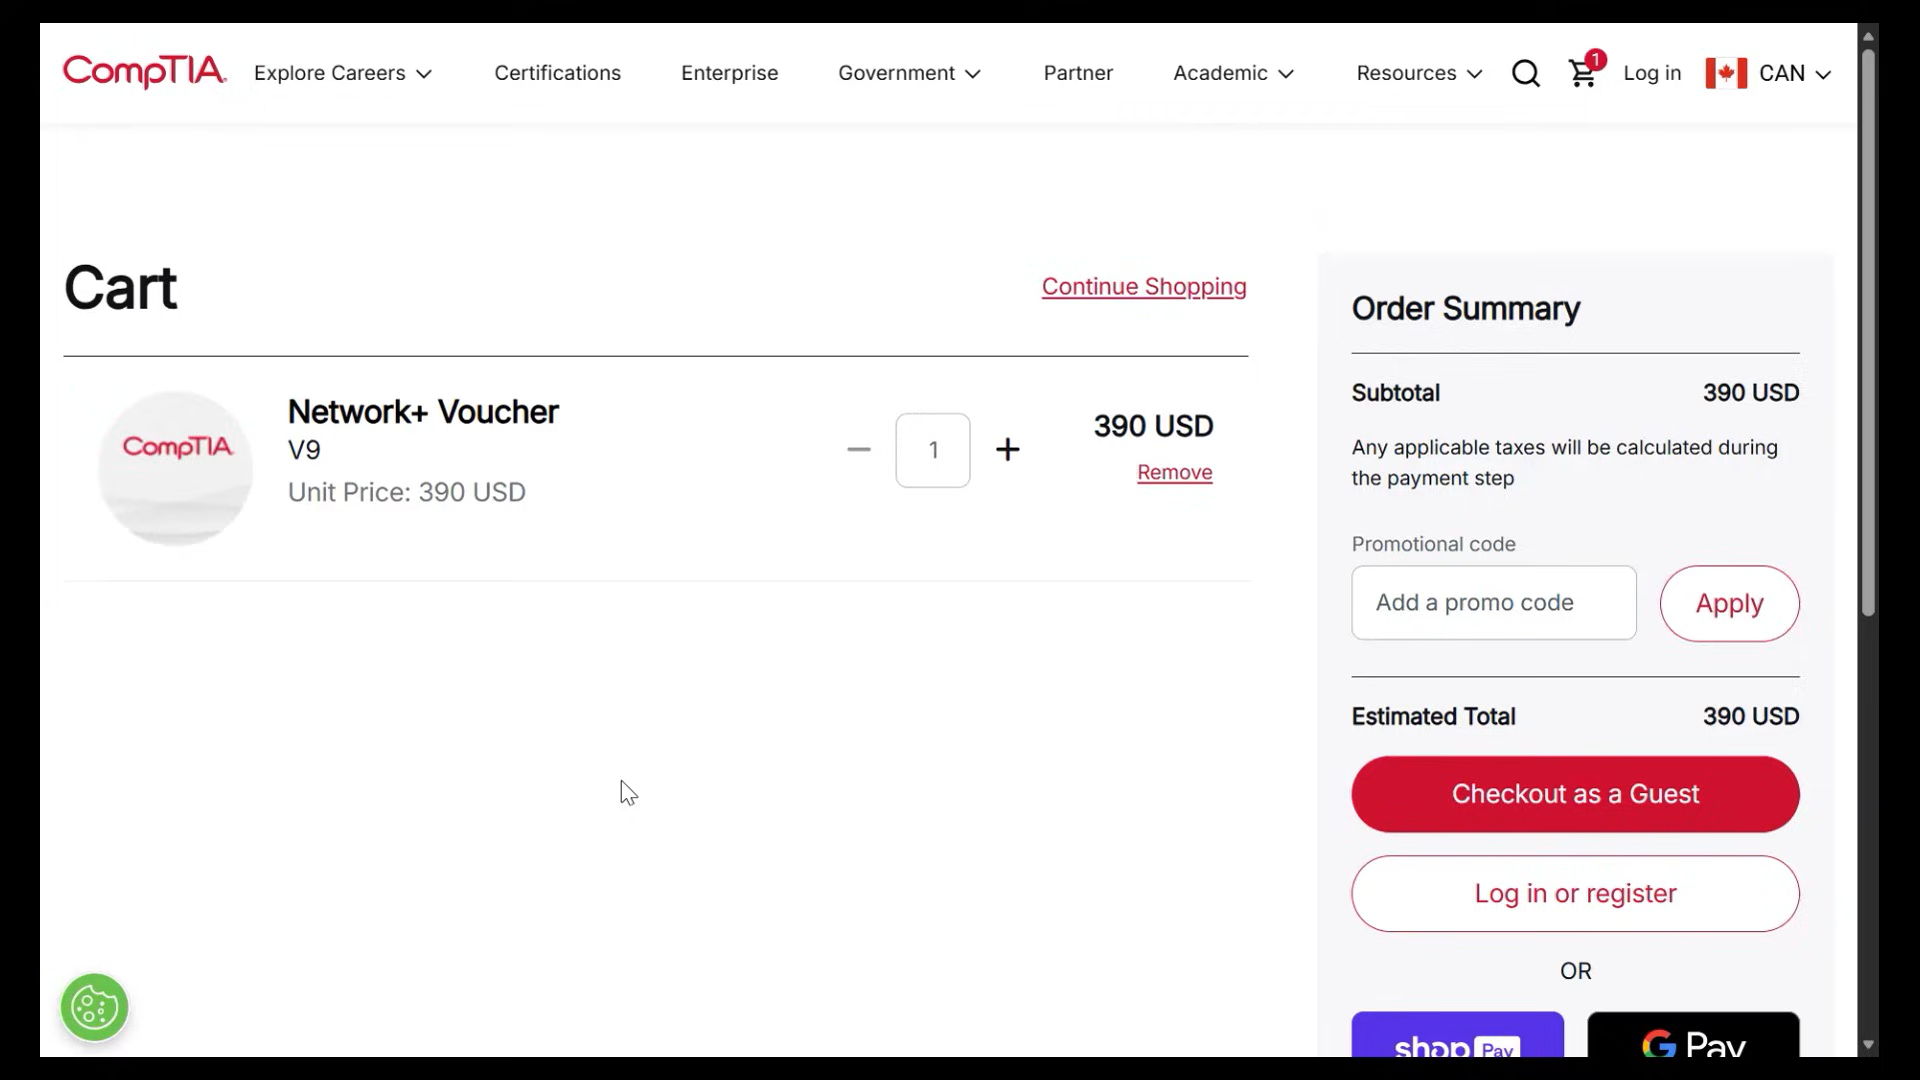 CompTIA. Explore Careers Certifications Enterprise Government Partner Academic Resources 1 Log in CAN
Cart
Continue Shopping
CompTIA.
Network+ Voucher
V9
Unit Price: 390 USD
1
390 USD
Remove
Order Summary
Subtotal 390 USD
Any applicable taxes will be calculated during
the payment step
Promotional code
Add a promo code Apply
Estimated Total 390 USD
Checkout as a Guest
Log in or register
OR
shop Pay G Pay